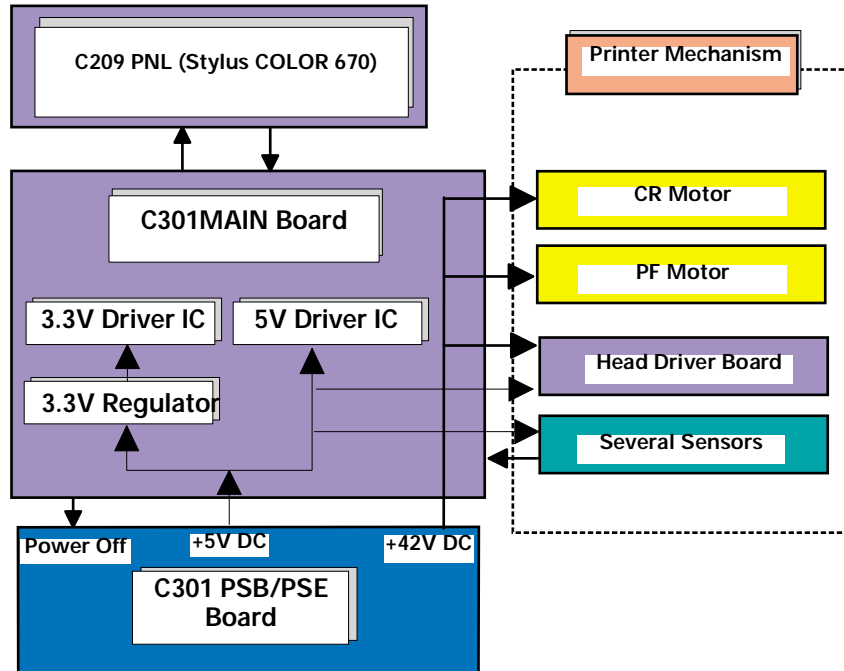 C209 PNL (Stylus COLOR 670)
Printer Mechanism
C301MAIN Board
CR Motor
PF Motor
3.3V Driver IC
5V Driver IC
Head Driver Board
3.3V Regulator
Several Sensors
Power Off
+5V DC
+42V DC
C301 PSB/PSE
Board